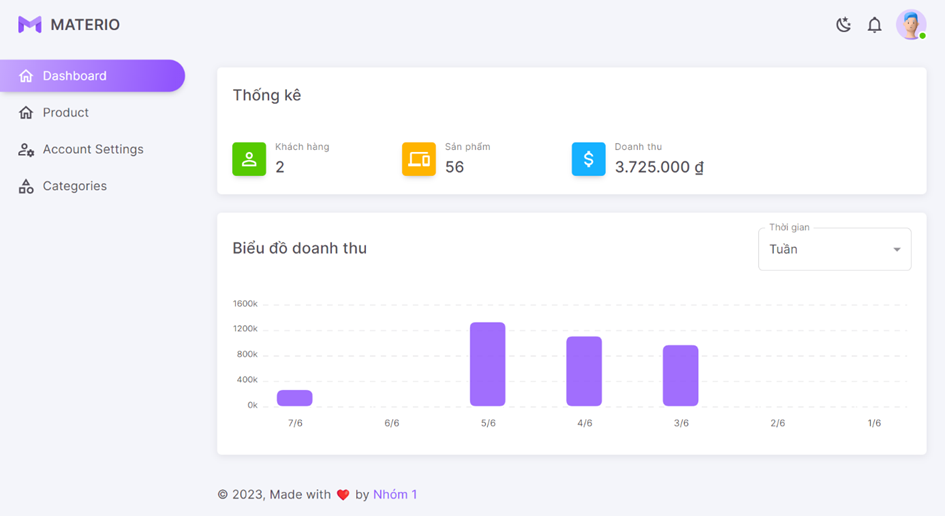 MATERIO
Dashboard
Product
Account Settings
Categories
Thống kê
Khách hàng
2
Sản phẩm
56
Doanh thu
3.725.000 ₫
Biểu đồ doanh thu
Thời gian
Tuần
1600k
1200k
800k
400k
0k
7/6 6/6 5/6 4/6 3/6 2/6 1/6
© 2023, Made with ❤️ by Nhóm 1